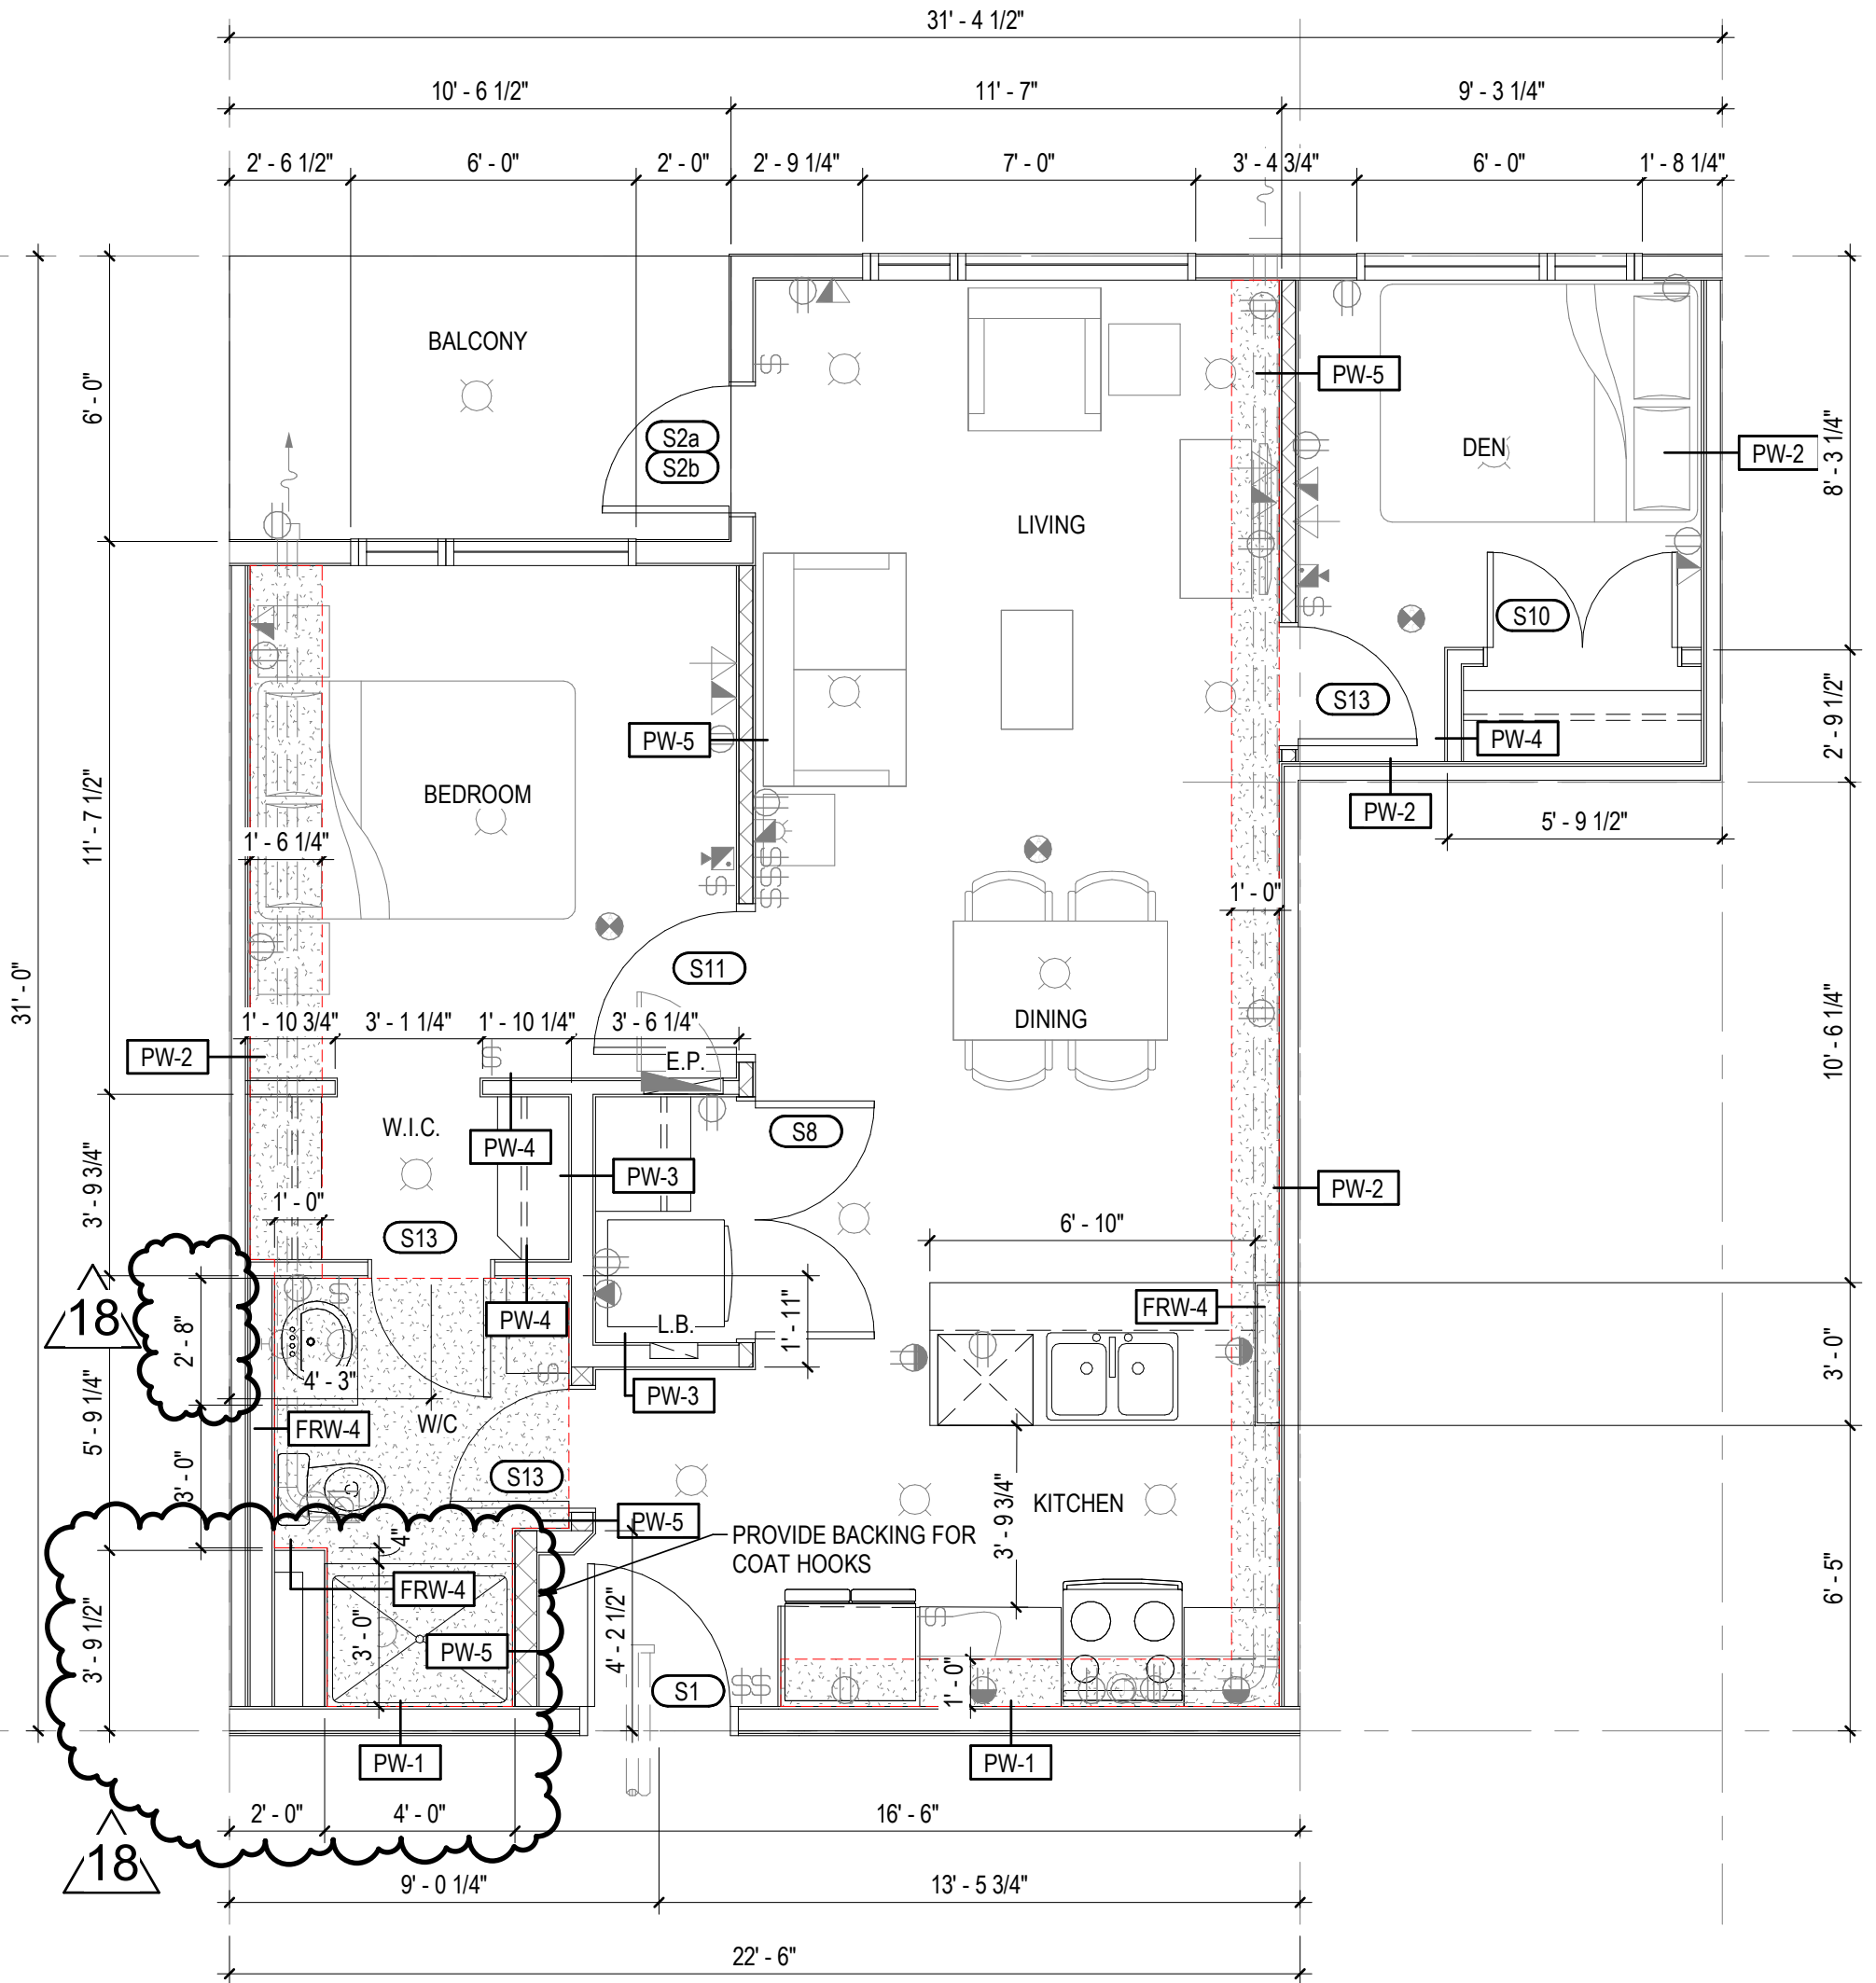 31' - 4 1/2"
10' - 6 1/2"
11' - 7"
9' - 3 1/4"
2' - 6 1/2"
6' - 0"
2' - 0"
2' - 9 1/4"
7' - 0"
3' - 4 3/4"
6' - 0"
1' - 8 1/4"
BALCONY
PW-5
6' - 0"
S2a
S2b
DEN
PW-2
8' - 3 1/4"
LIVING
S10
S13
PW-5
PW-4
2' - 9 1/2"
BEDROOM
PW-2
5' - 9 1/2"
11' - 7 1/2"
1' - 6 1/4"
1' - 0"
31' - 0"
S11
1' - 10 3/4"
3' - 1 1/4"
1' - 10 1/4"
3' - 6 1/4"
DINING
10' - 6 1/4"
PW-2
E.P.
W.I.C.
S8
PW-4
PW-3
3' - 9 3/4"
PW-2
1' - 0"
S13
6' - 10"
18
PW-4
L.B.
1' - 11"
FRW-4
2' - 8"
3' - 0"
4' - 3"
PW-3
FRW-4
W/C
5' - 9 1/4"
3' - 0"
S13
KITCHEN
3' - 9 3/4"
PW-5
PROVIDE BACKING FOR
COAT HOOKS
4"
FRW-4
6' - 5"
3' - 0"
PW-5
4' - 2 1/2"
3' - 9 1/2"
S1
1' - 0"
PW-1
PW-1
2' - 0"
4' - 0"
16' - 6"
18
9' - 0 1/4"
13' - 5 3/4"
22' - 6"